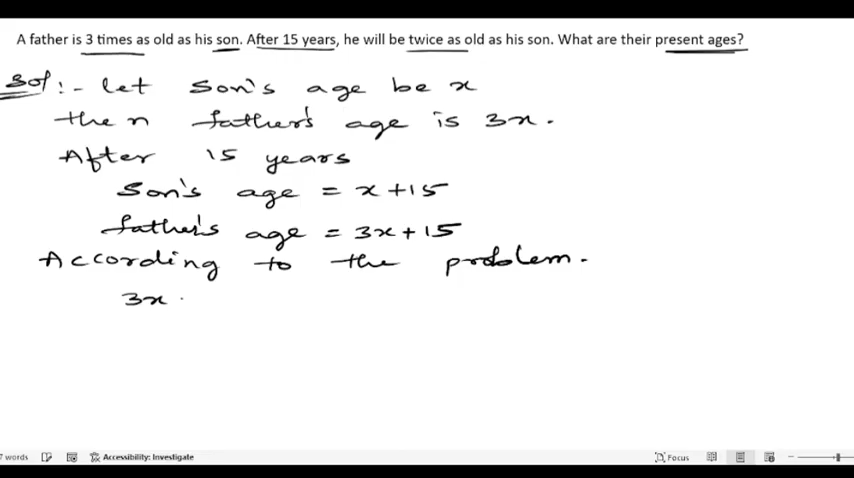 A father is 3 times as old as his son. After 15 years, he will be twice as old as his son. What are their present ages?
Sol :- let son's age be x
then father's age is 3x.
After 15 years
Son's age = x+15
father's age = 3x+15
According to the problem.
3x
7 words Accessibility: Investigate Focus